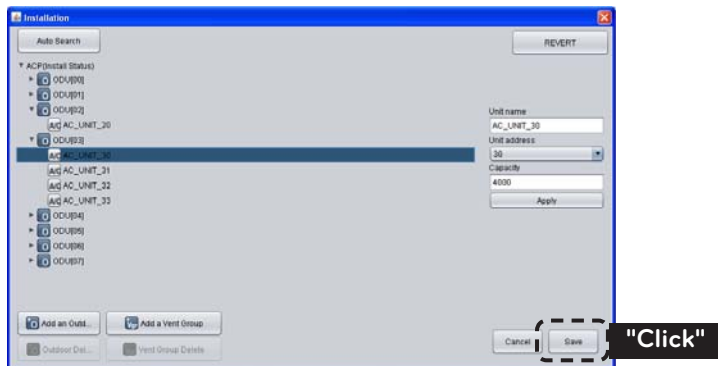 Installation
Auto Search
REVERT
ACP(Install Status)
ODU[00]
ODU[01]
ODU[02]
A/C AC_UNIT_20
ODU[03]
A/C AC_UNIT_30
A/C AC_UNIT_31
A/C AC_UNIT_32
A/C AC_UNIT_33
ODU[04]
ODU[05]
ODU[06]
ODU[07]
Unit name
AC_UNIT_30
Unit address
30
Capacity
4000
Apply
Add an Outd...
Add a Vent Group
Outdoor Del...
Vent Group Delete
Cancel
Save
"Click"